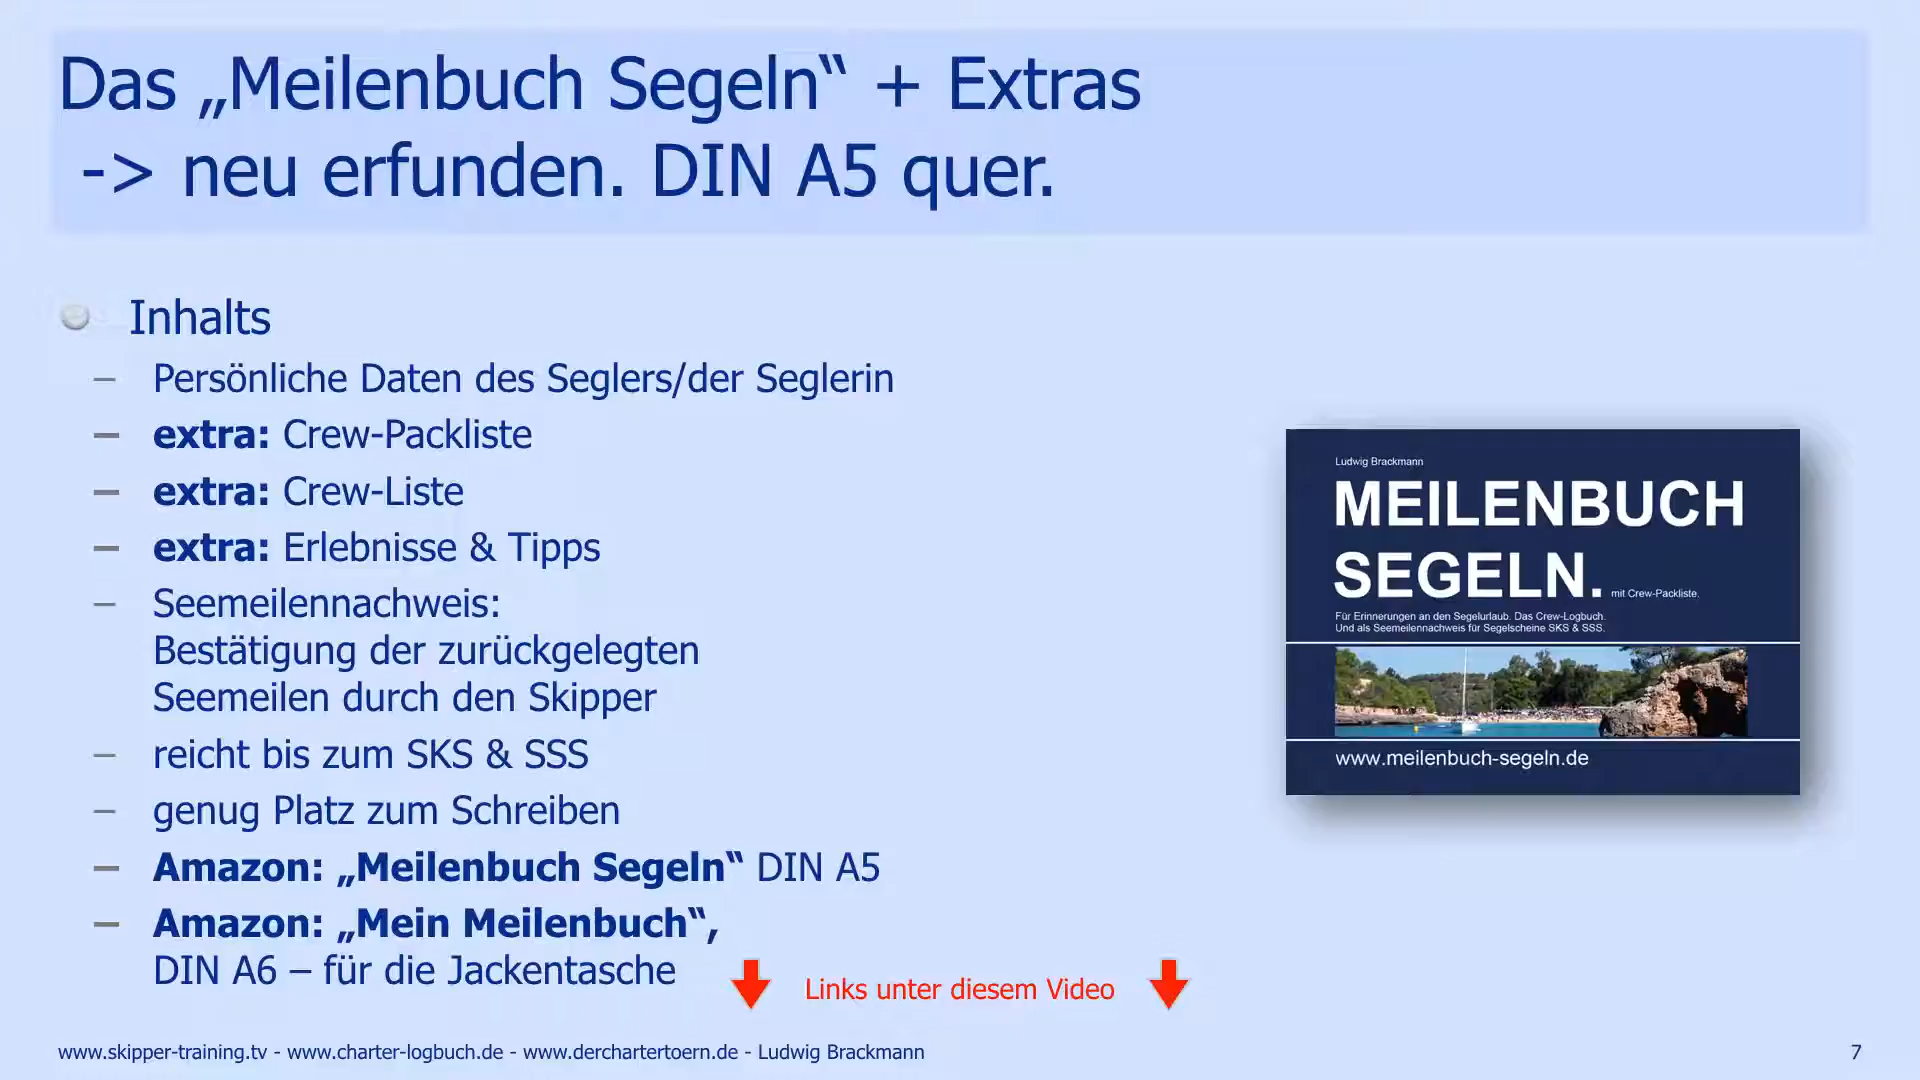 Das „Meilenbuch Segeln“ + Extras
-> neu erfunden. DIN A5 quer.
Inhalts
– Persönliche Daten des Seglers/der Seglerin
– extra: Crew-Packliste
– extra: Crew-Liste
– extra: Erlebnisse & Tipps
– Seemeilennachweis:
Bestätigung der zurückgelegten
Seemeilen durch den Skipper
– reicht bis zum SKS & SSS
– genug Platz zum Schreiben
– Amazon: „Meilenbuch Segeln“ DIN A5
– Amazon: „Mein Meilenbuch“,
DIN A6 – für die Jackentasche
Ludwig Brackmann
MEILENBUCH
SEGELN. mit Crew-Packliste.
Für Erinnerungen an den Segelurlaub. Das Crew-Logbuch.
Und als Seemeilennachweis für Segelscheine SKS & SSS.
www.meilenbuch-segeln.de
Links unter diesem Video
www.skipper-training.tv - www.charter-logbuch.de - www.derchartertoern.de - Ludwig Brackmann
7